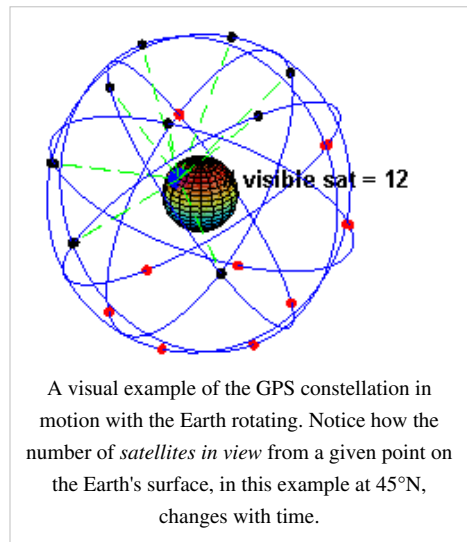 visible sat = 12
A visual example of the GPS constellation in
motion with the Earth rotating. Notice how the
number of satellites in view from a given point on
the Earth's surface, in this example at 45°N,
changes with time.